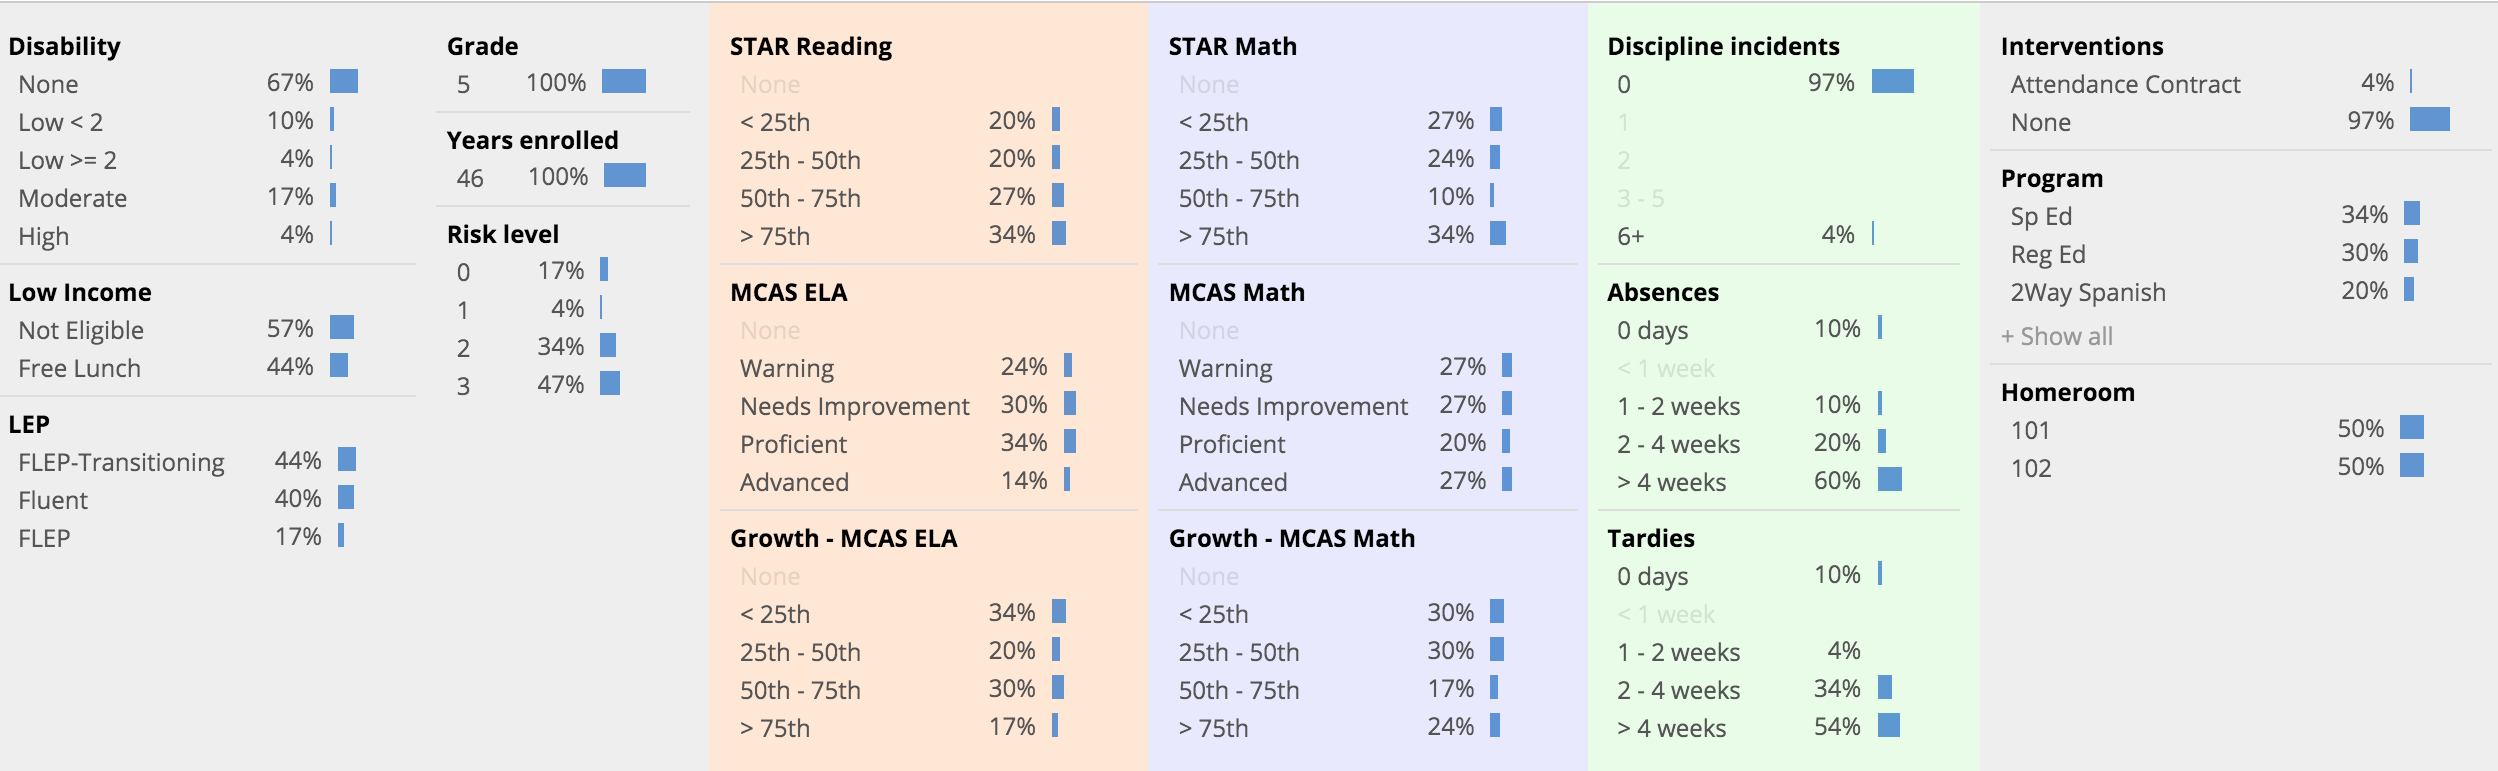 Disability
None 67%
Low < 2 10%
Low >= 2 4%
Moderate 17%
High 4%
Low Income
Not Eligible 57%
Free Lunch 44%
LEP
FLEP-Transitioning 44%
Fluent 40%
FLEP 17%
Grade
5 100%
Years enrolled
46 100%
Risk level
0 17%
1 4%
2 34%
3 47%
STAR Reading
None
< 25th 20%
25th - 50th 20%
50th - 75th 27%
> 75th 34%
MCAS ELA
None
Warning 24%
Needs Improvement 30%
Proficient 34%
Advanced 14%
Growth - MCAS ELA
None
< 25th 34%
25th - 50th 20%
50th - 75th 30%
> 75th 17%
STAR Math
None
< 25th 27%
25th - 50th 24%
50th - 75th 10%
> 75th 34%
MCAS Math
None
Warning 27%
Needs Improvement 27%
Proficient 20%
Advanced 27%
Growth - MCAS Math
None
< 25th 30%
25th - 50th 30%
50th - 75th 17%
> 75th 24%
Discipline incidents
0 97%
1
2
3 - 5
6+ 4%
Absences
0 days 10%
< 1 week
1 - 2 weeks 10%
2 - 4 weeks 20%
> 4 weeks 60%
Tardies
0 days 10%
< 1 week
1 - 2 weeks 4%
2 - 4 weeks 34%
> 4 weeks 54%
Interventions
Attendance Contract 4%
None 97%
Program
Sp Ed 34%
Reg Ed 30%
2Way Spanish 20%
+ Show all
Homeroom
101 50%
102 50%